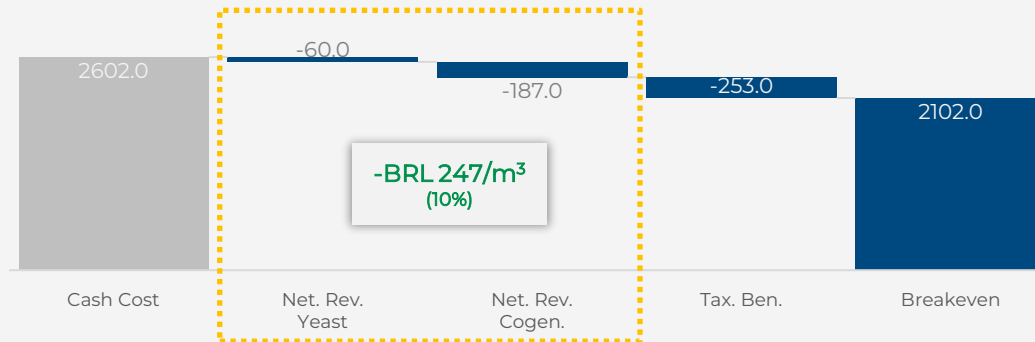 2602.0
-60.0
-187.0
-253.0
2102.0
-BRL 247/m³
(10%)
Cash Cost
Net. Rev.
Yeast
Net. Rev.
Cogen.
Tax. Ben.
Breakeven